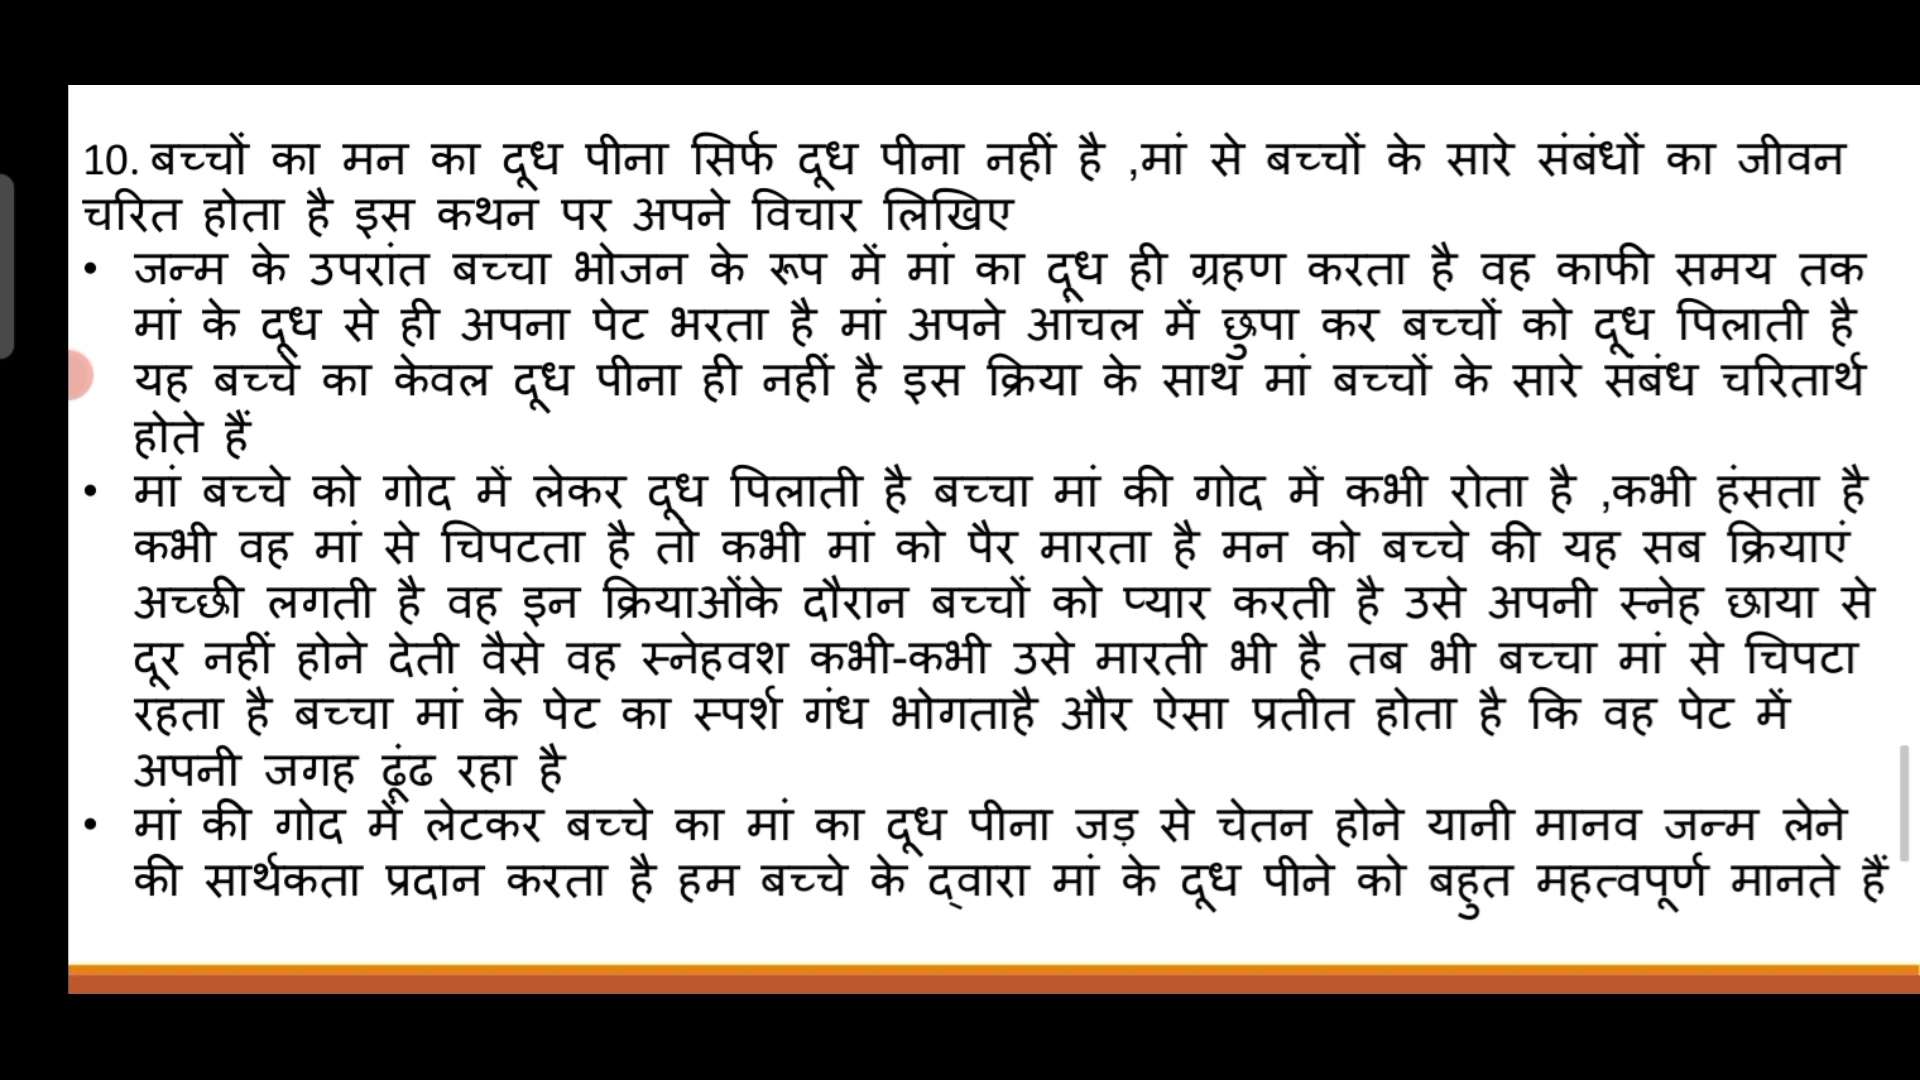 10. बच्चों का मन का दूध पीना सिर्फ दूध पीना नहीं है ,मां से बच्चों के सारे संबंधों का जीवन
चरित होता है इस कथन पर अपने विचार लिखिए
• जन्म के उपरांत बच्चा भोजन के रूप में मां का दूध ही ग्रहण करता है वह काफी समय तक
मां के दूध से ही अपना पेट भरता है मां अपने आंचल में छुपा कर बच्चों को दूध पिलाती है
यह बच्चे का केवल दूध पीना ही नहीं है इस क्रिया के साथ मां बच्चों के सारे संबंध चरितार्थ
होते हैं
• मां बच्चे को गोद में लेकर दूध पिलाती है बच्चा मां की गोद में कभी रोता है ,कभी हंसता है
कभी वह मां से चिपटता है तो कभी मां को पैर मारता है मन को बच्चे की यह सब क्रियाएं
अच्छी लगती है वह इन क्रियाओंके दौरान बच्चों को प्यार करती है उसे अपनी स्नेह छाया से
दूर नहीं होने देती वैसे वह स्नेहवश कभी-कभी उसे मारती भी है तब भी बच्चा मां से चिपटा
रहता है बच्चा मां के पेट का स्पर्श गंध भोगताहै और ऐसा प्रतीत होता है कि वह पेट में
अपनी जगह ढूंढ रहा है
• मां की गोद में लेटकर बच्चे का मां का दूध पीना जड़ से चेतन होने यानी मानव जन्म लेने
की सार्थकता प्रदान करता है हम बच्चे के द्वारा मां के दूध पीने को बहुत महत्वपूर्ण मानते हैं